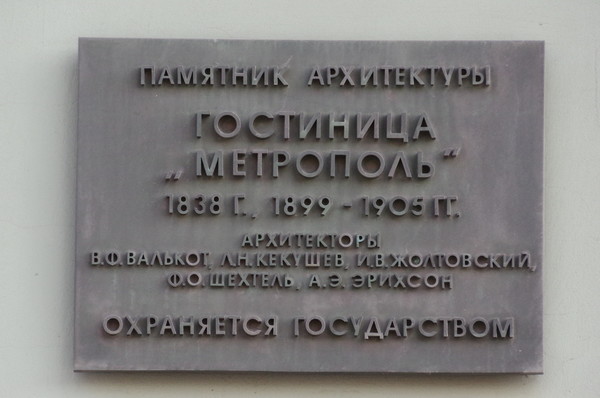 ПАМЯТНИК АРХИТЕКТУРЫ
ГОСТИНИЦА
„МЕТРОПОЛЬ“
1838 Г., 1899 - 1905 ГГ.
АРХИТЕКТОРЫ
В.Ф. ВАЛЬКОТ, Л.Н. КЕКУШЕВ, И.В. ЖОЛТОВСКИЙ,
Ф.О. ШЕХТЕЛЬ, А.Э. ЭРИХСОН
ОХРАНЯЕТСЯ ГОСУДАРСТВОМ